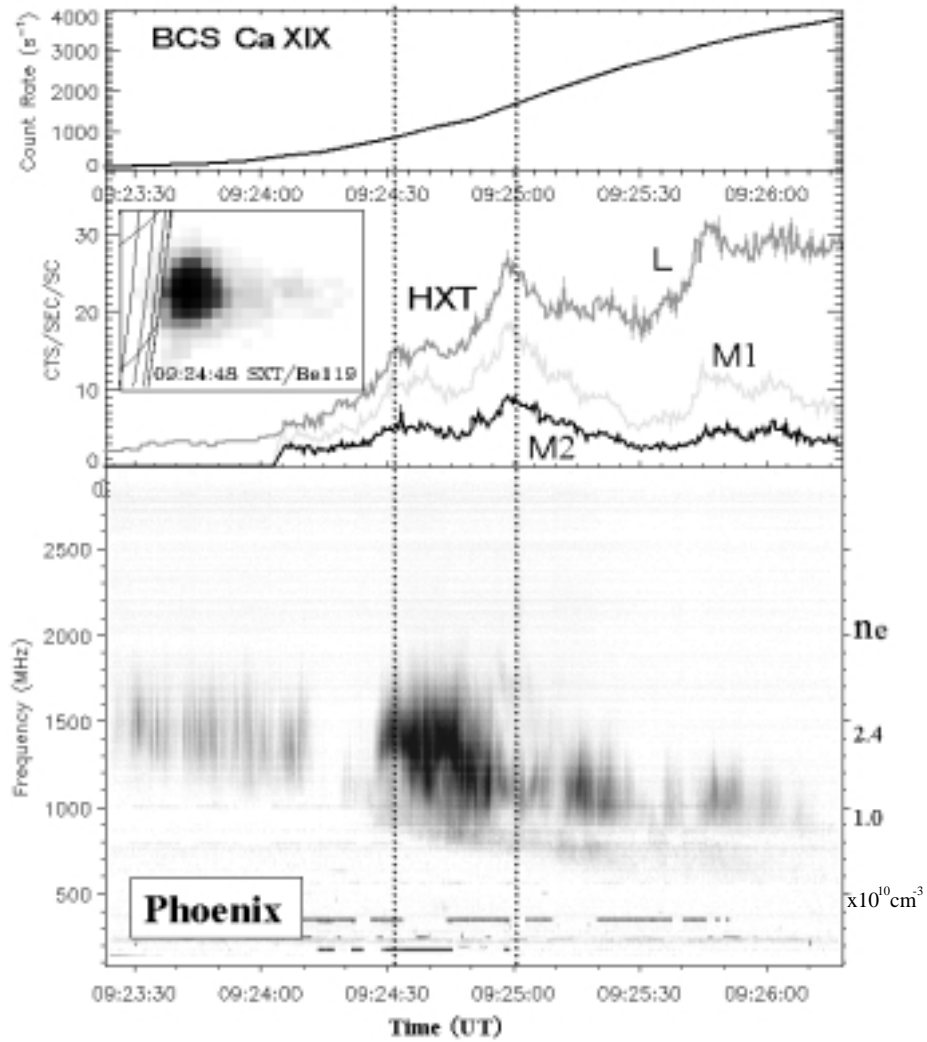 BCS Ca XIX
Count Rate (s⁻¹)
4000
3000
2000
1000
0
09:23:30 09:24:00 09:24:30 09:25:00 09:25:30 09:26:00
CTS/SEC/SC
30
20
10
0
HXT
L
M1
M2
09:24:48 SXT/Be119
Frequency (MHz)
2500
2000
1500
1000
500
ne
2.4
1.0
x10¹⁰cm⁻³
Phoenix
09:23:30 09:24:00 09:24:30 09:25:00 09:25:30 09:26:00
Time (UT)